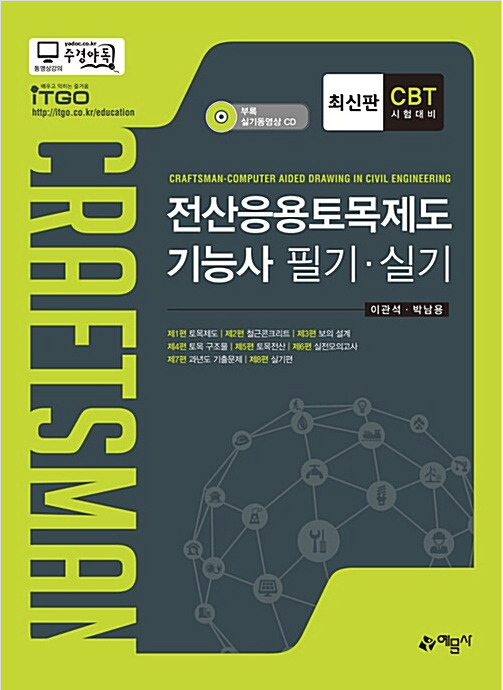 yadoc.co.kr
주경야독
동영상강의
배우고 익히는 즐거움
iTGO
http://itgo.co.kr/education
부록
실기동영상 CD
최신판
CBT
시험대비
CRAFTSMAN
CRAFTSMAN-COMPUTER AIDED DRAWING IN CIVIL ENGINEERING
전산응용토목제도
기능사 필기·실기
이관석·박남용
제1편 토목제도 | 제2편 철근콘크리트 | 제3편 보의 설계
제4편 토목 구조물 | 제5편 토목전산 | 제6편 실전모의고사
제7편 과년도 기출문제 | 제8편 실기편
예문사